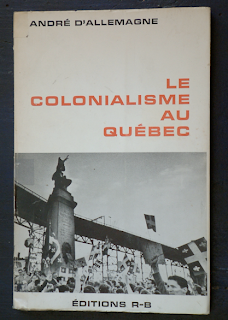 ANDRÉ D'ALLEMAGNE
LE
COLONIALISME
AU
QUÉBEC
ÉDITIONS R-B